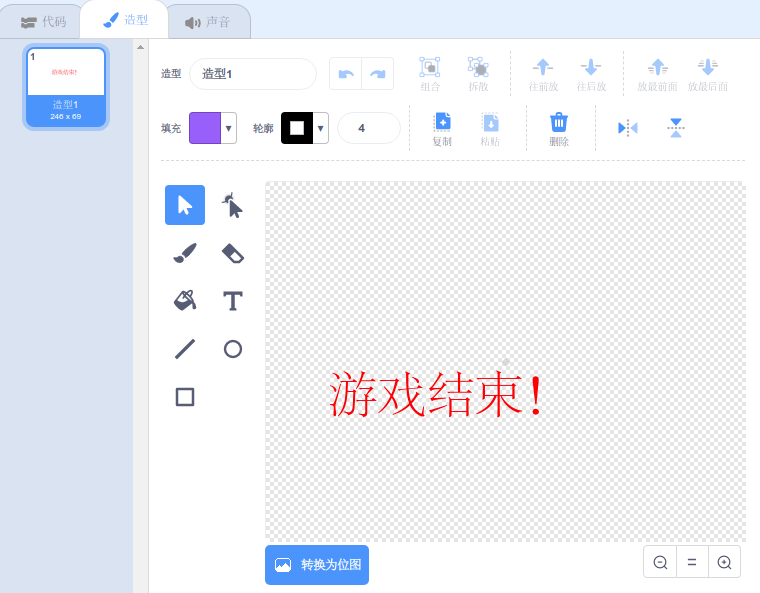 代码 造型 声音
1
游戏结束!
造型1
246 x 69
造型 造型1 组合 拆散 往前放 往后放 放最前面 放最后面
填充 轮廓 4 复制 粘贴 删除
游戏结束!
转换为位图